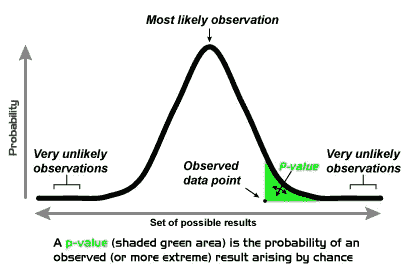 Most likely observation
Probability
Very unlikely
observations
Observed
data point
P-value
Very unlikely
observations
Set of possible results
A p-value (shaded green area) is the probability of an
observed (or more extreme) result arising by chance